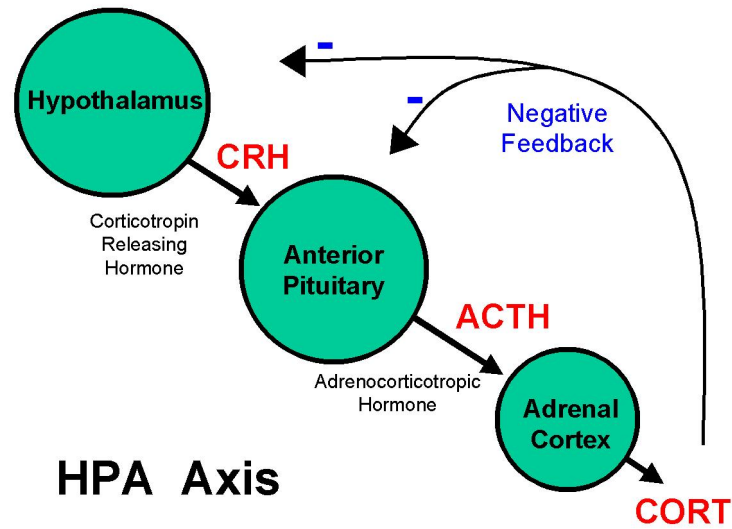 -
Hypothalamus
-
Negative
Feedback
CRH
Corticotropin
Releasing
Hormone
Anterior
Pituitary
ACTH
Adrenocorticotropic
Hormone
Adrenal
Cortex
HPA Axis
CORT